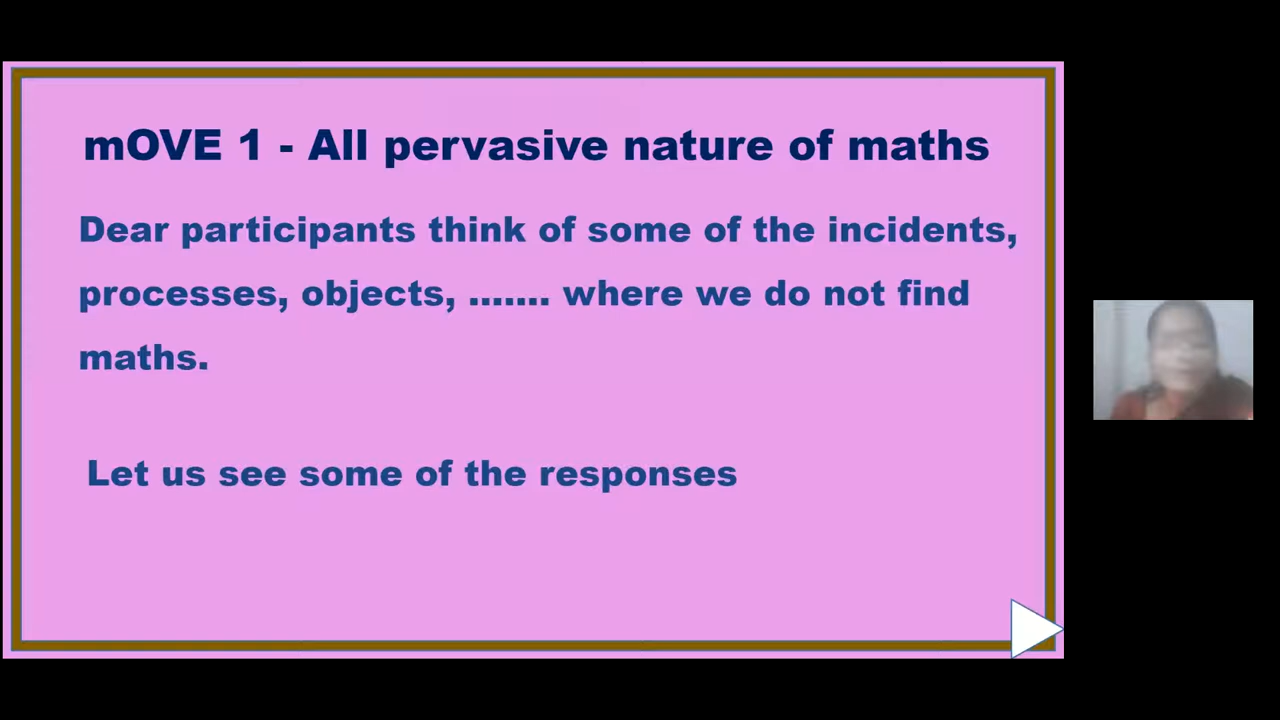 mOVE 1 - All pervasive nature of maths
Dear participants think of some of the incidents,
processes, objects, ....... where we do not find
maths.
Let us see some of the responses